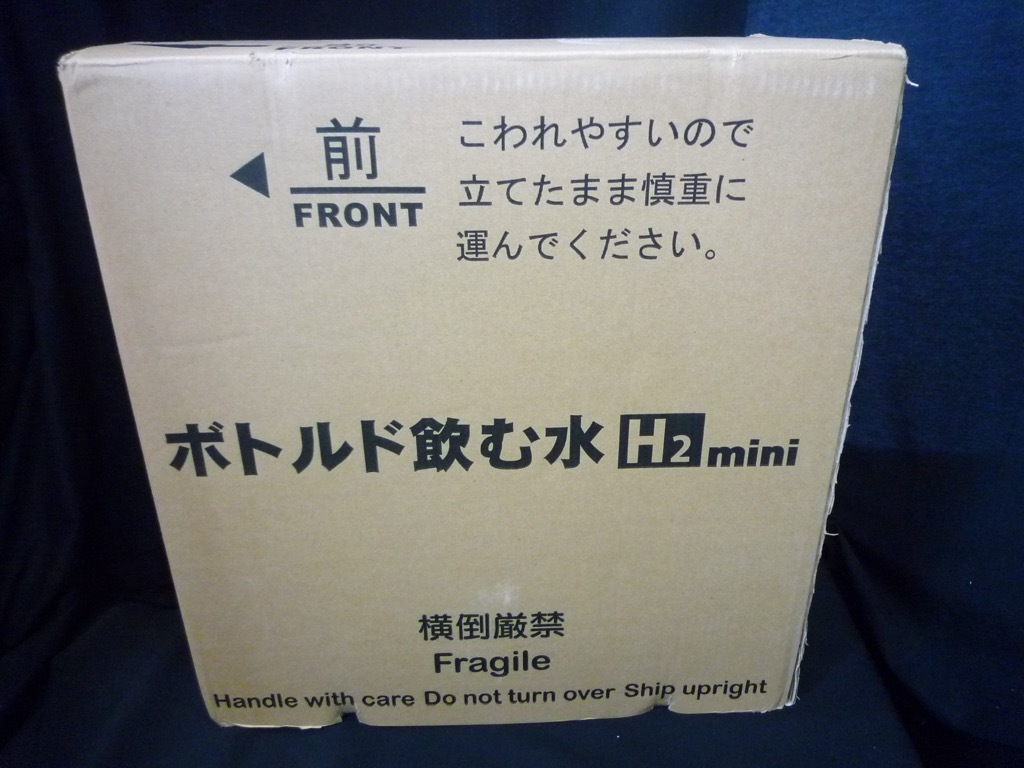 FRONT
前
FRONT
こわれやすいので
立てたまま慎重に
運んでください。
ボトルド飲む水 H2 mini
横倒厳禁
Fragile
Handle with care Do not turn over Ship upright